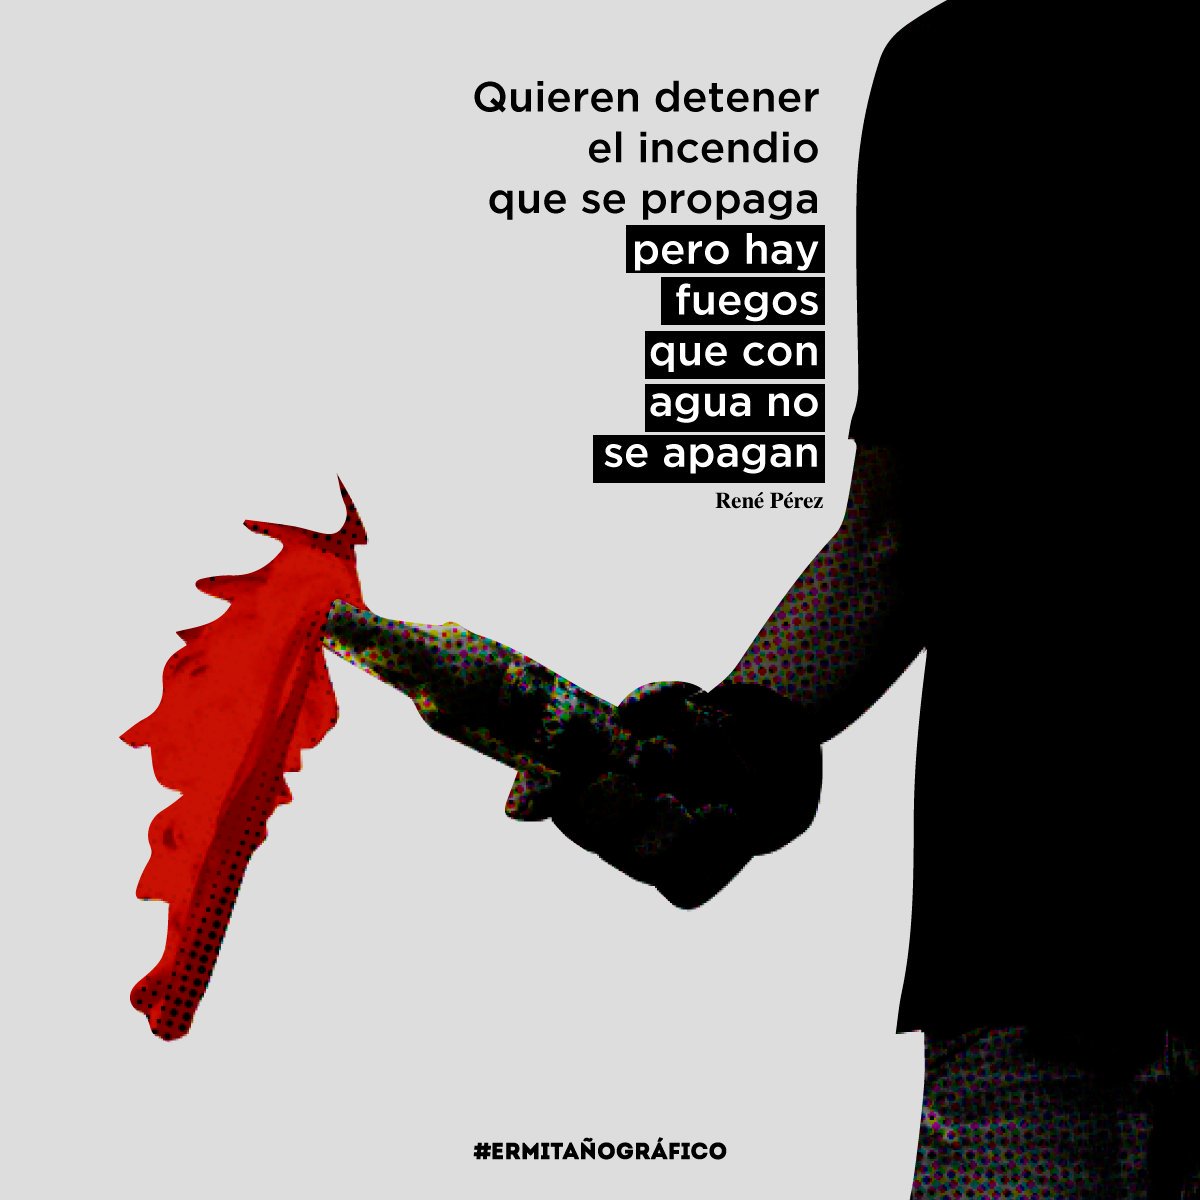 Quieren detener
el incendio
que se propaga
pero hay
fuegos
que con
agua no
se apagan
René Pérez
#ERMITAÑOGRÁFICO